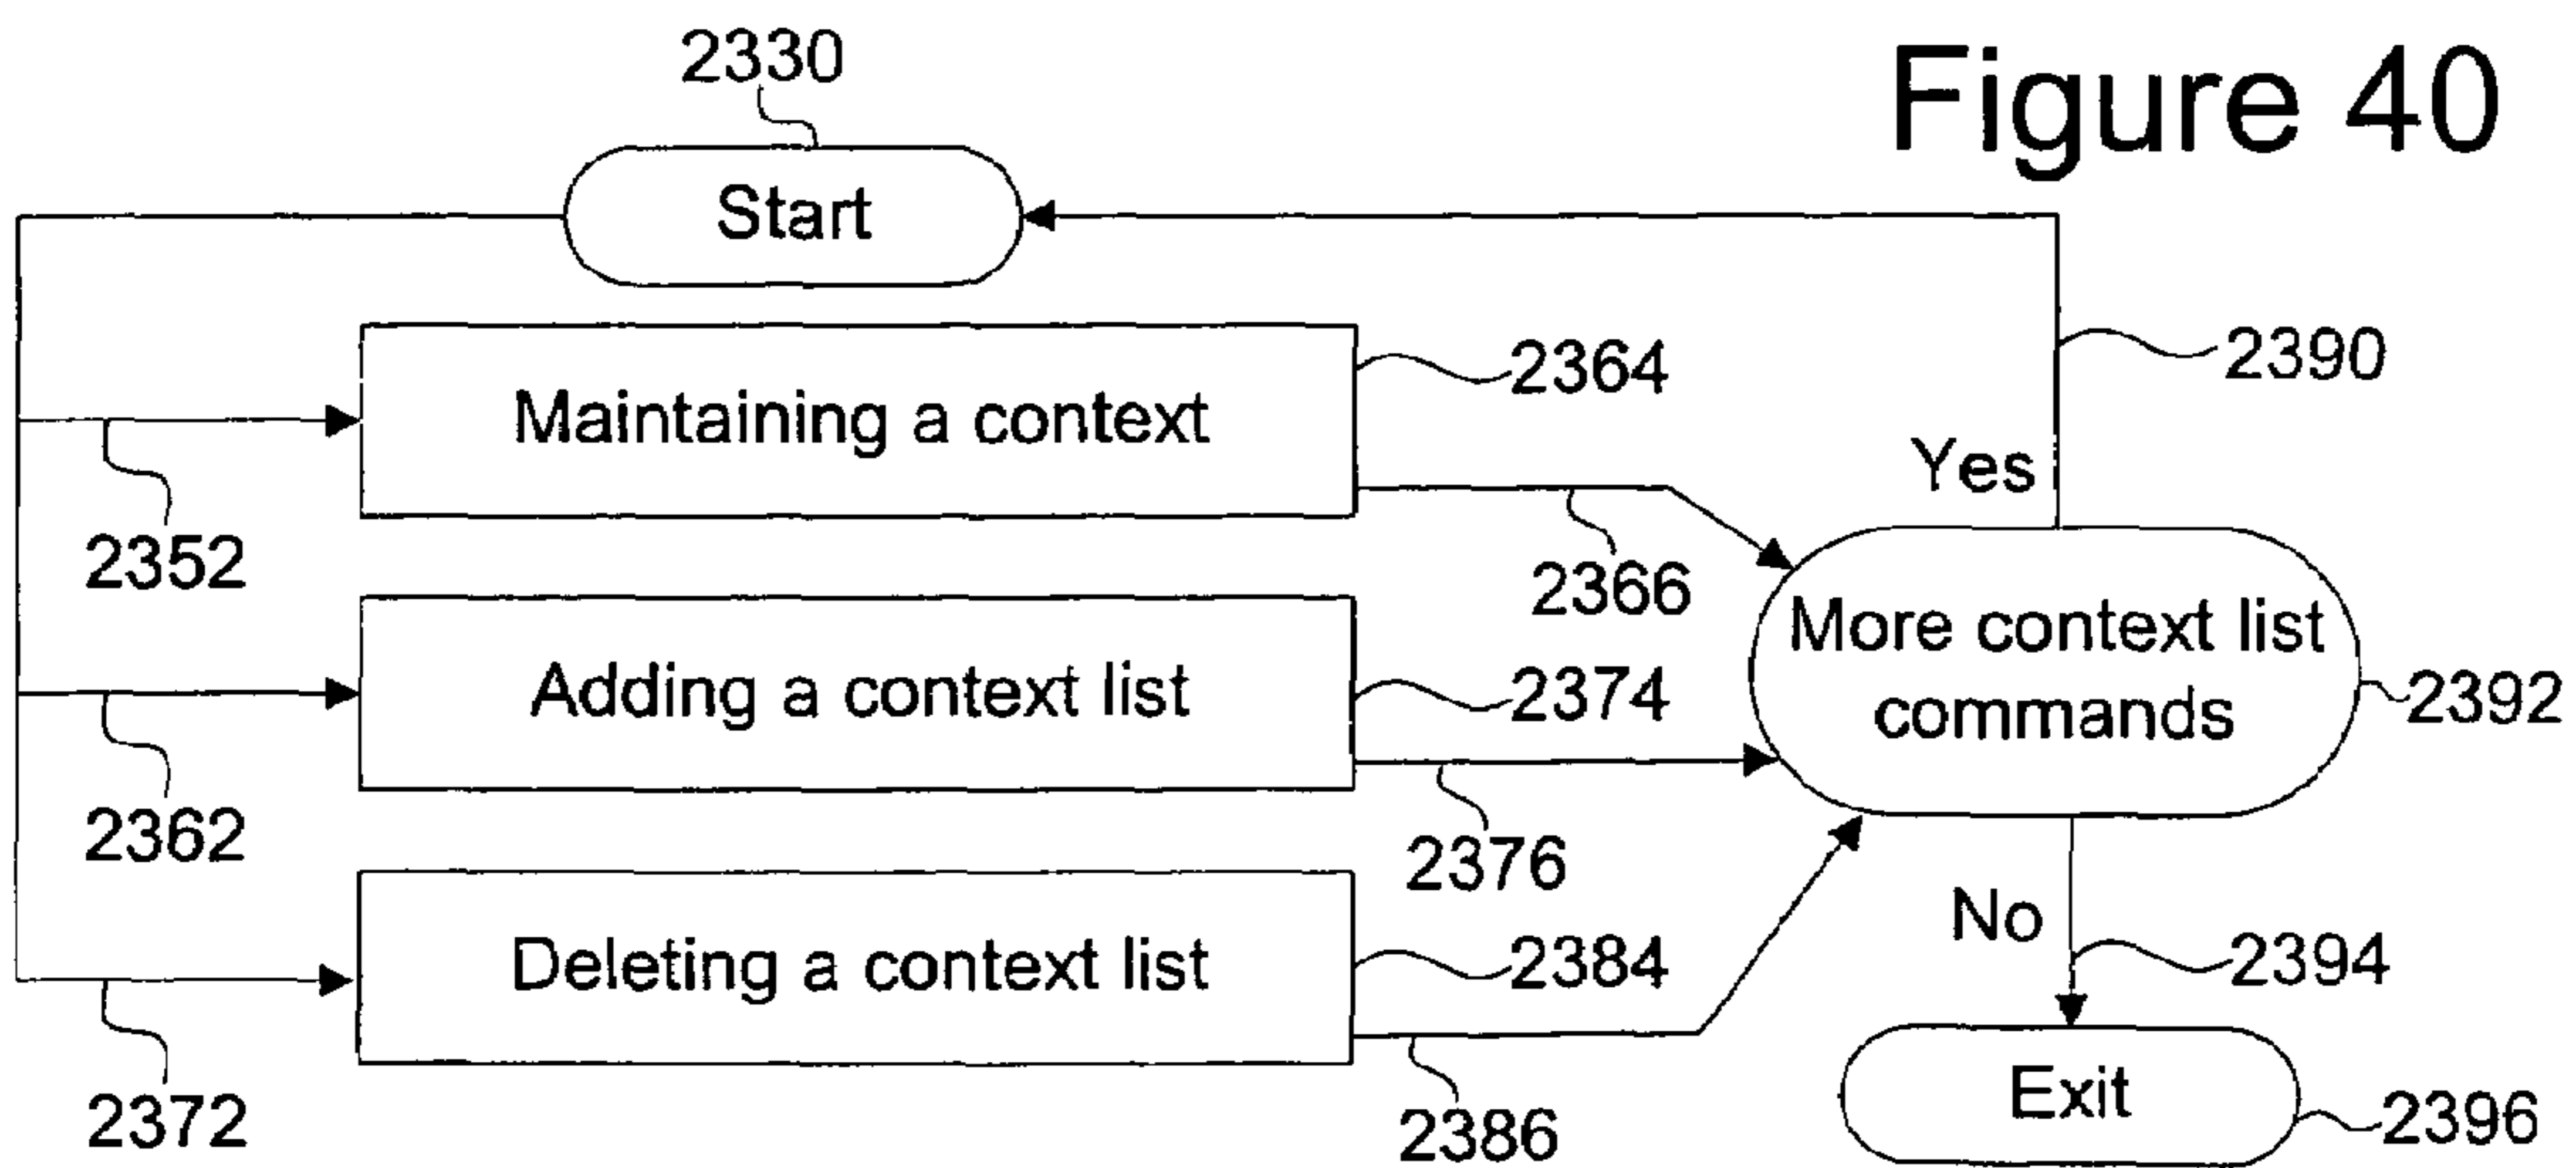 Figure 40
2330
Start
2390
Maintaining a context
2364
Yes
2352
2366
Adding a context list
2374
More context list
commands
2392
2362
2376
Deleting a context list
2384
No
2394
2372
2386
Exit
2396